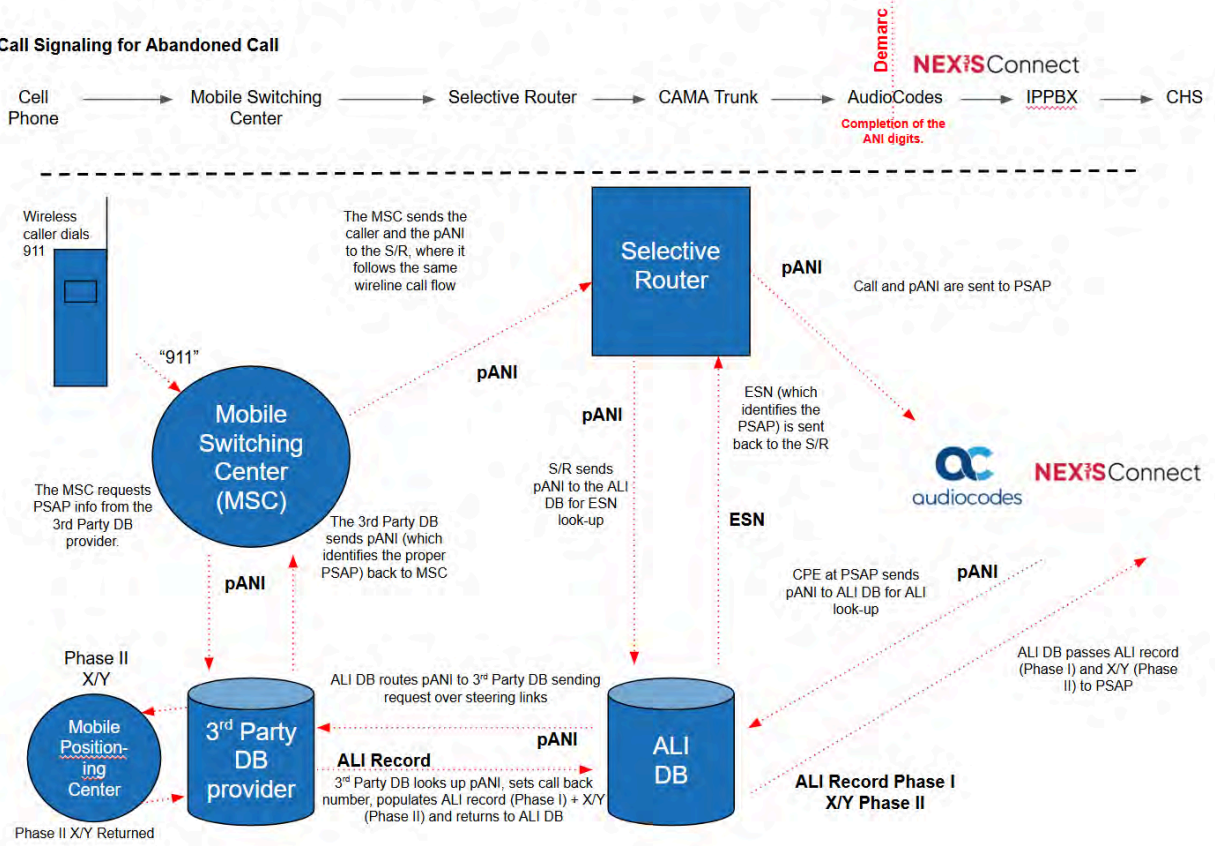 Call Signaling for Abandoned Call
Demarc
NEXiS Connect
Cell
Phone
Mobile Switching
Center
Selective Router
CAMA Trunk
AudioCodes
IPPBX
CHS
Completion of the
ANI digits.
Wireless
caller dials
911
The MSC sends the
caller and the pANI
to the S/R, where it
follows the same
wireline call flow
Selective
Router
pANI
Call and pANI are sent to PSAP
“911”
pANI
Mobile
Switching
Center
(MSC)
pANI
ESN (which
identifies the
PSAP) is sent
back to the S/R
S/R sends
pANI to the ALI
DB for ESN
look-up
ESN
audiocodes
NEXiS Connect
The MSC requests
PSAP info from the
3rd Party DB
provider.
The 3rd Party DB
sends pANI (which
identifies the proper
PSAP) back to MSC
pANI
CPE at PSAP sends
pANI to ALI DB for ALI
look-up
pANI
ALI DB passes ALI record
(Phase I) and X/Y (Phase
II) to PSAP
Phase II
X/Y
Mobile
Position-
ing
Center
Phase II X/Y Returned
3rd Party
DB
provider
ALI DB routes pANI to 3rd Party DB sending
request over steering links
pANI
ALI Record
3rd Party DB looks up pANI, sets call back
number, populates ALI record (Phase I) + X/Y
(Phase II) and returns to ALI DB
ALI
DB
ALI Record Phase I
X/Y Phase II